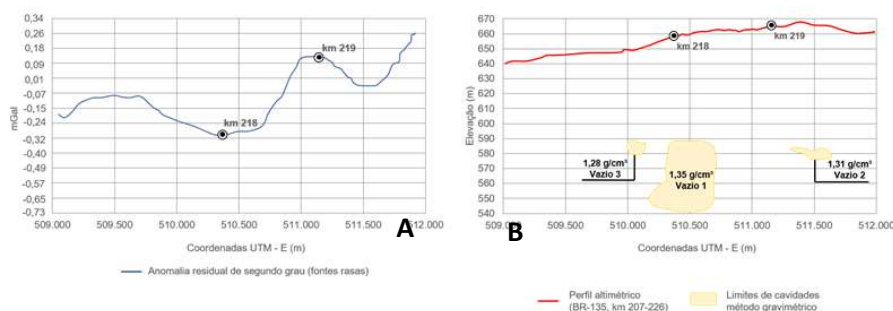 0,34
0,26
0,18
0,09
0,01
-0,07
-0,15
-0,24
-0,32
-0,40
-0,49
-0,57
-0,65
-0,73
mGal
km 219
km 218
509.000
509.500
510.000
510.500
511.000
511.500
512.000
A
Coordenadas UTM - E (m)
Anomalia residual de segundo grau (fontes rasas)
670
660
650
640
630
620
610
600
590
580
570
560
550
540
Elevação (m)
km 218
km 219
1,28 g/cm³
Vazio 3
1,35 g/cm³
Vazio 1
1,31 g/cm³
Vazio 2
509.000
509.500
510.000
510.500
511.000
511.500
512.000
B
Coordenadas UTM - E (m)
Perfil altimétrico
(BR-135, km 207-226)
Limites de cavidades
método gravimétrico